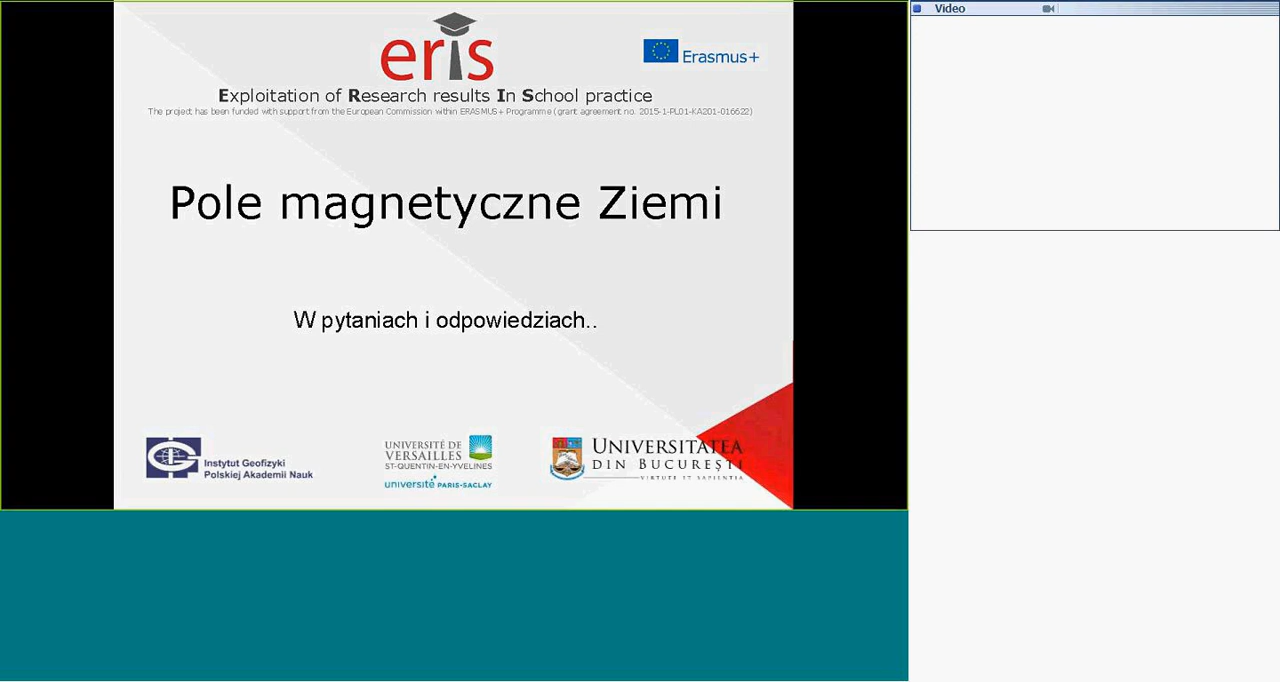 Video
eris
Erasmus+
Exploitation of Research results In School practice
The project has been funded with support from the European Commission within ERASMUS+ Programme (grant agreement no. 2015-1-PL01-KA201-016622)
Pole magnetyczne Ziemi
W pytaniach i odpowiedziach..
Instytut Geofizyki
Polskiej Akademii Nauk
UNIVERSITÉ DE
VERSAILLES
ST-QUENTIN-EN-YVELINES
université PARIS-SACLAY
UNIVERSITATEA
DIN BUCUREȘTI
VIRTUTE ET SAPIENTIA